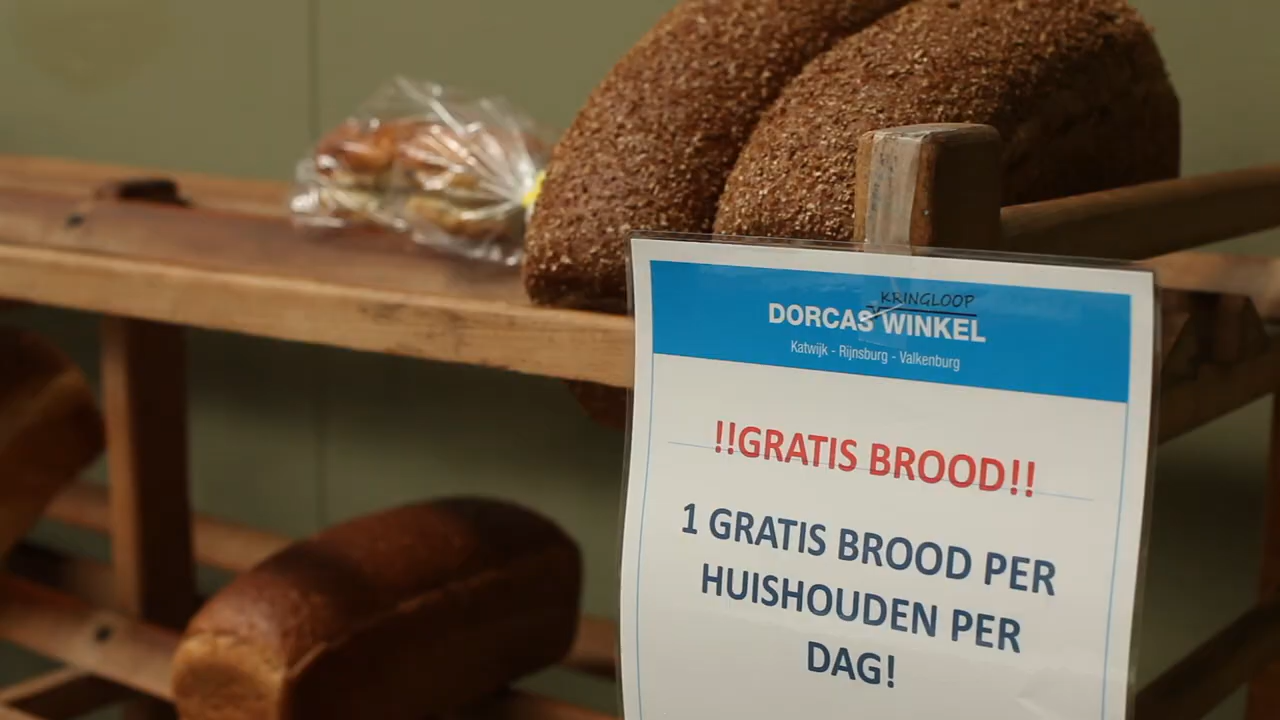 KRINGLOOP
DORCAS WINKEL
Katwijk - Rijnsburg - Valkenburg
!!GRATIS BROOD!!
1 GRATIS BROOD PER
HUISHOUDEN PER
DAG!